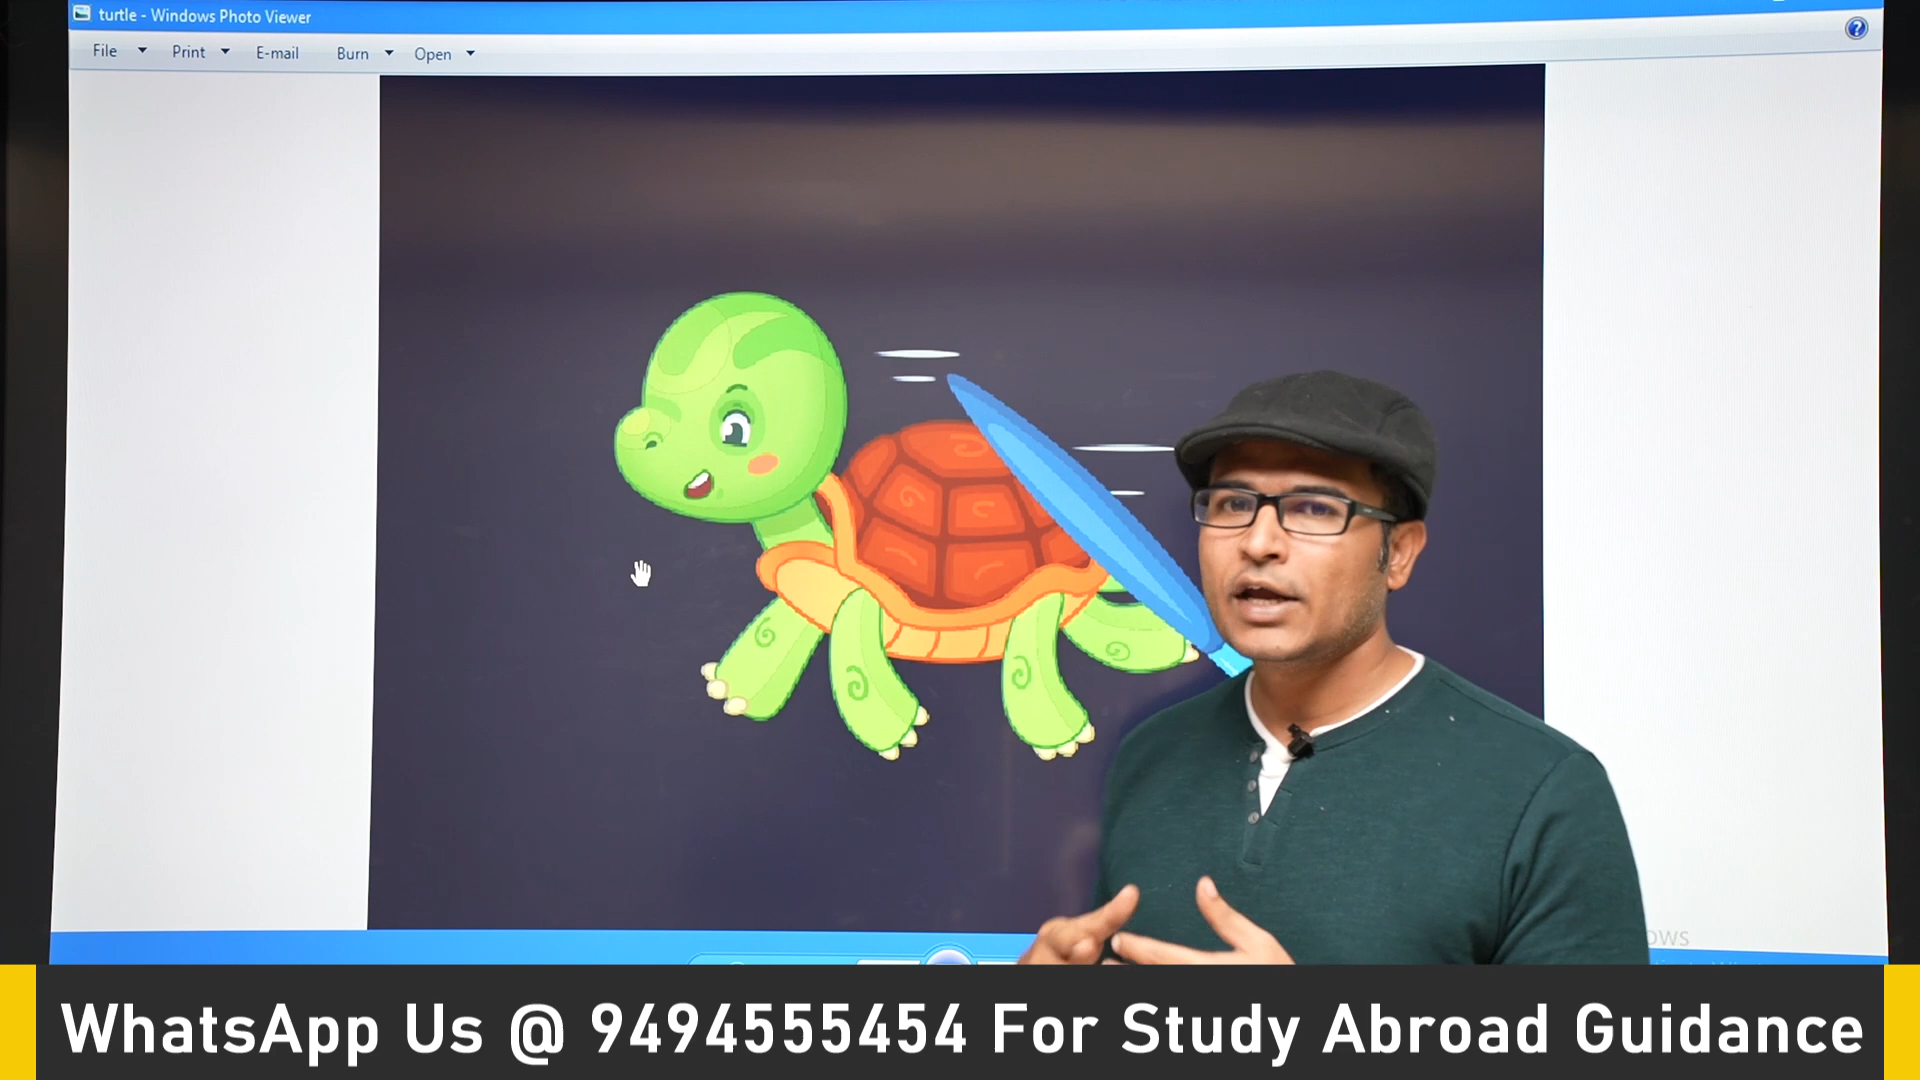 turtle - Windows Photo Viewer
File Print E-mail Burn Open
WhatsApp Us @ 9494555454 For Study Abroad Guidance